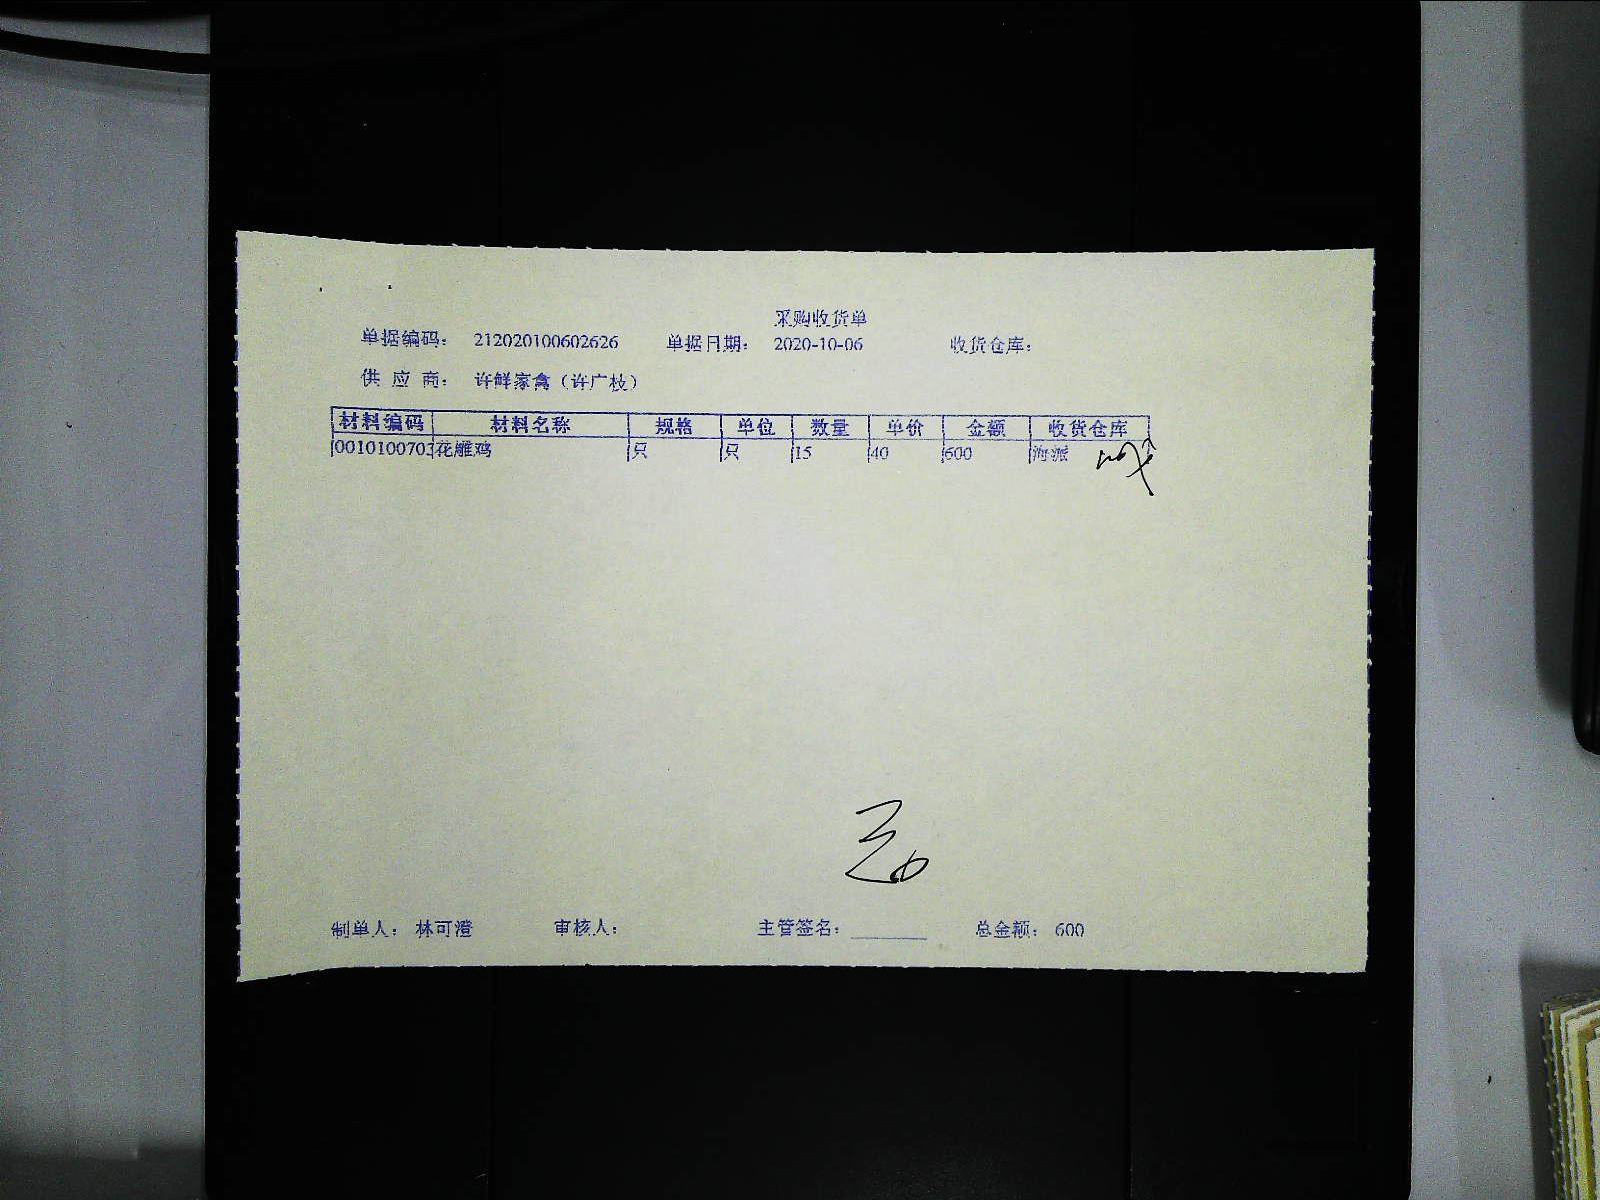 采购收货单
单据编码： 212020100602626 单据日期： 2020-10-06 收货仓库：
供 应 商： 许鲜家禽（许广枝）
材料编码 材料名称 规格 单位 数量 单价 金额 收货仓库
0010100703 花雕鸡 只 只 15 40 600 海派
制单人： 林可澄 审核人： 主管签名： 总金额： 600